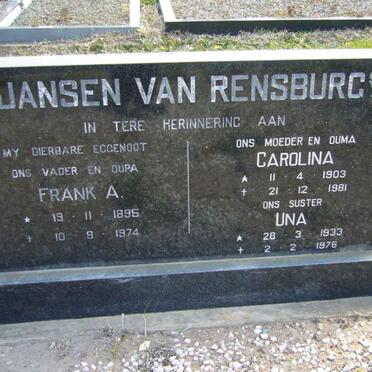 JANSEN VAN RENSBURG
IN TERE HERINNERING AAN
MY DIERBARE EGGENOOT
ONS VADER EN OUPA
FRANK A.
★ 19 · 11 · 1895
✝ 10 · 9 · 1974
ONS MOEDER EN OUMA
CAROLINA
★ 11 · 4 · 1903
✝ 21 · 12 · 1981
ONS SUSTER
UNA
★ 28 · 3 · 1933
✝ 2 · 2 · 1976